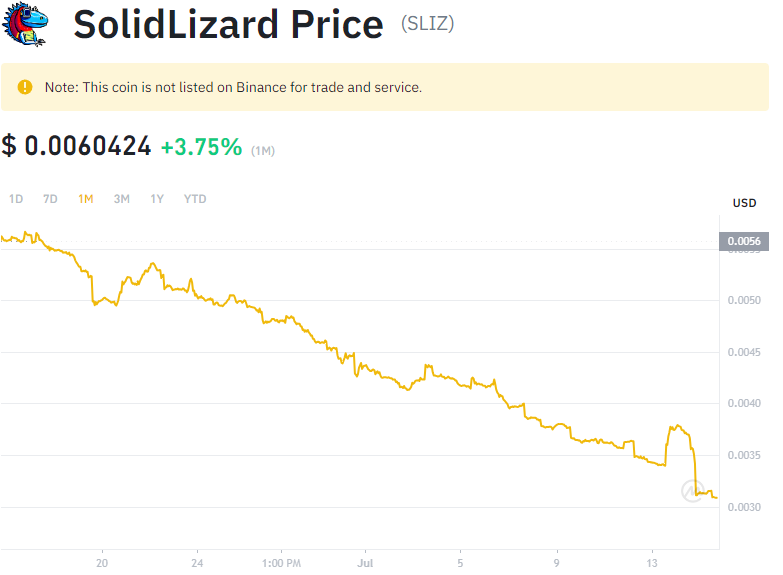 SolidLizard Price (SLIZ)
Note: This coin is not listed on Binance for trade and service.
$ 0.0060424 +3.75% (1M)
1D 7D 1M 3M 1Y YTD
USD
0.0056
0.0055
0.0050
0.0045
0.0040
0.0035
0.0030
20 24 1:00 PM Jul 5 9 13